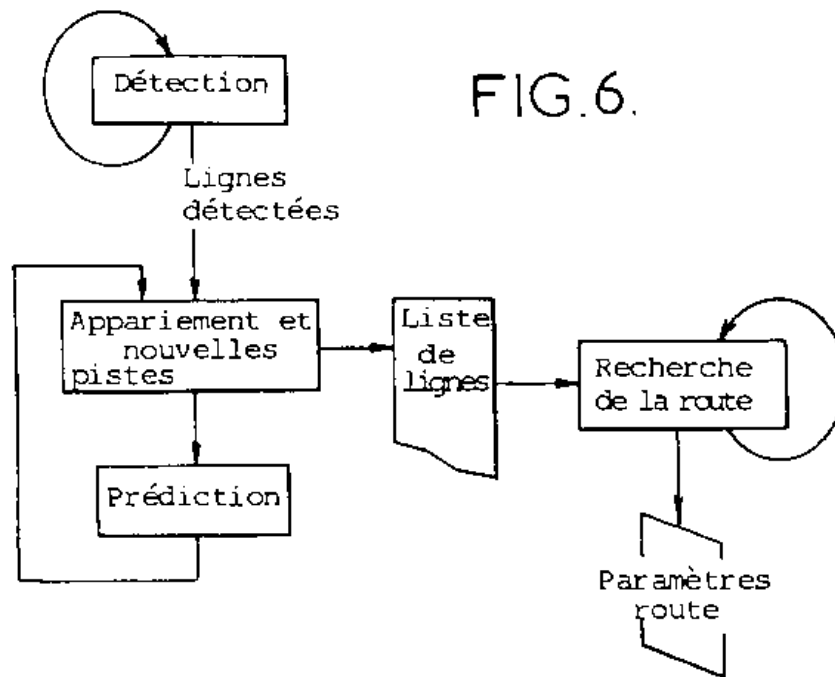 Détection
FIG.6.
Lignes
détectées
Appariement et
nouvelles
pistes
Liste
de
lignes
Recherche
de la route
Prédiction
Paramètres
route